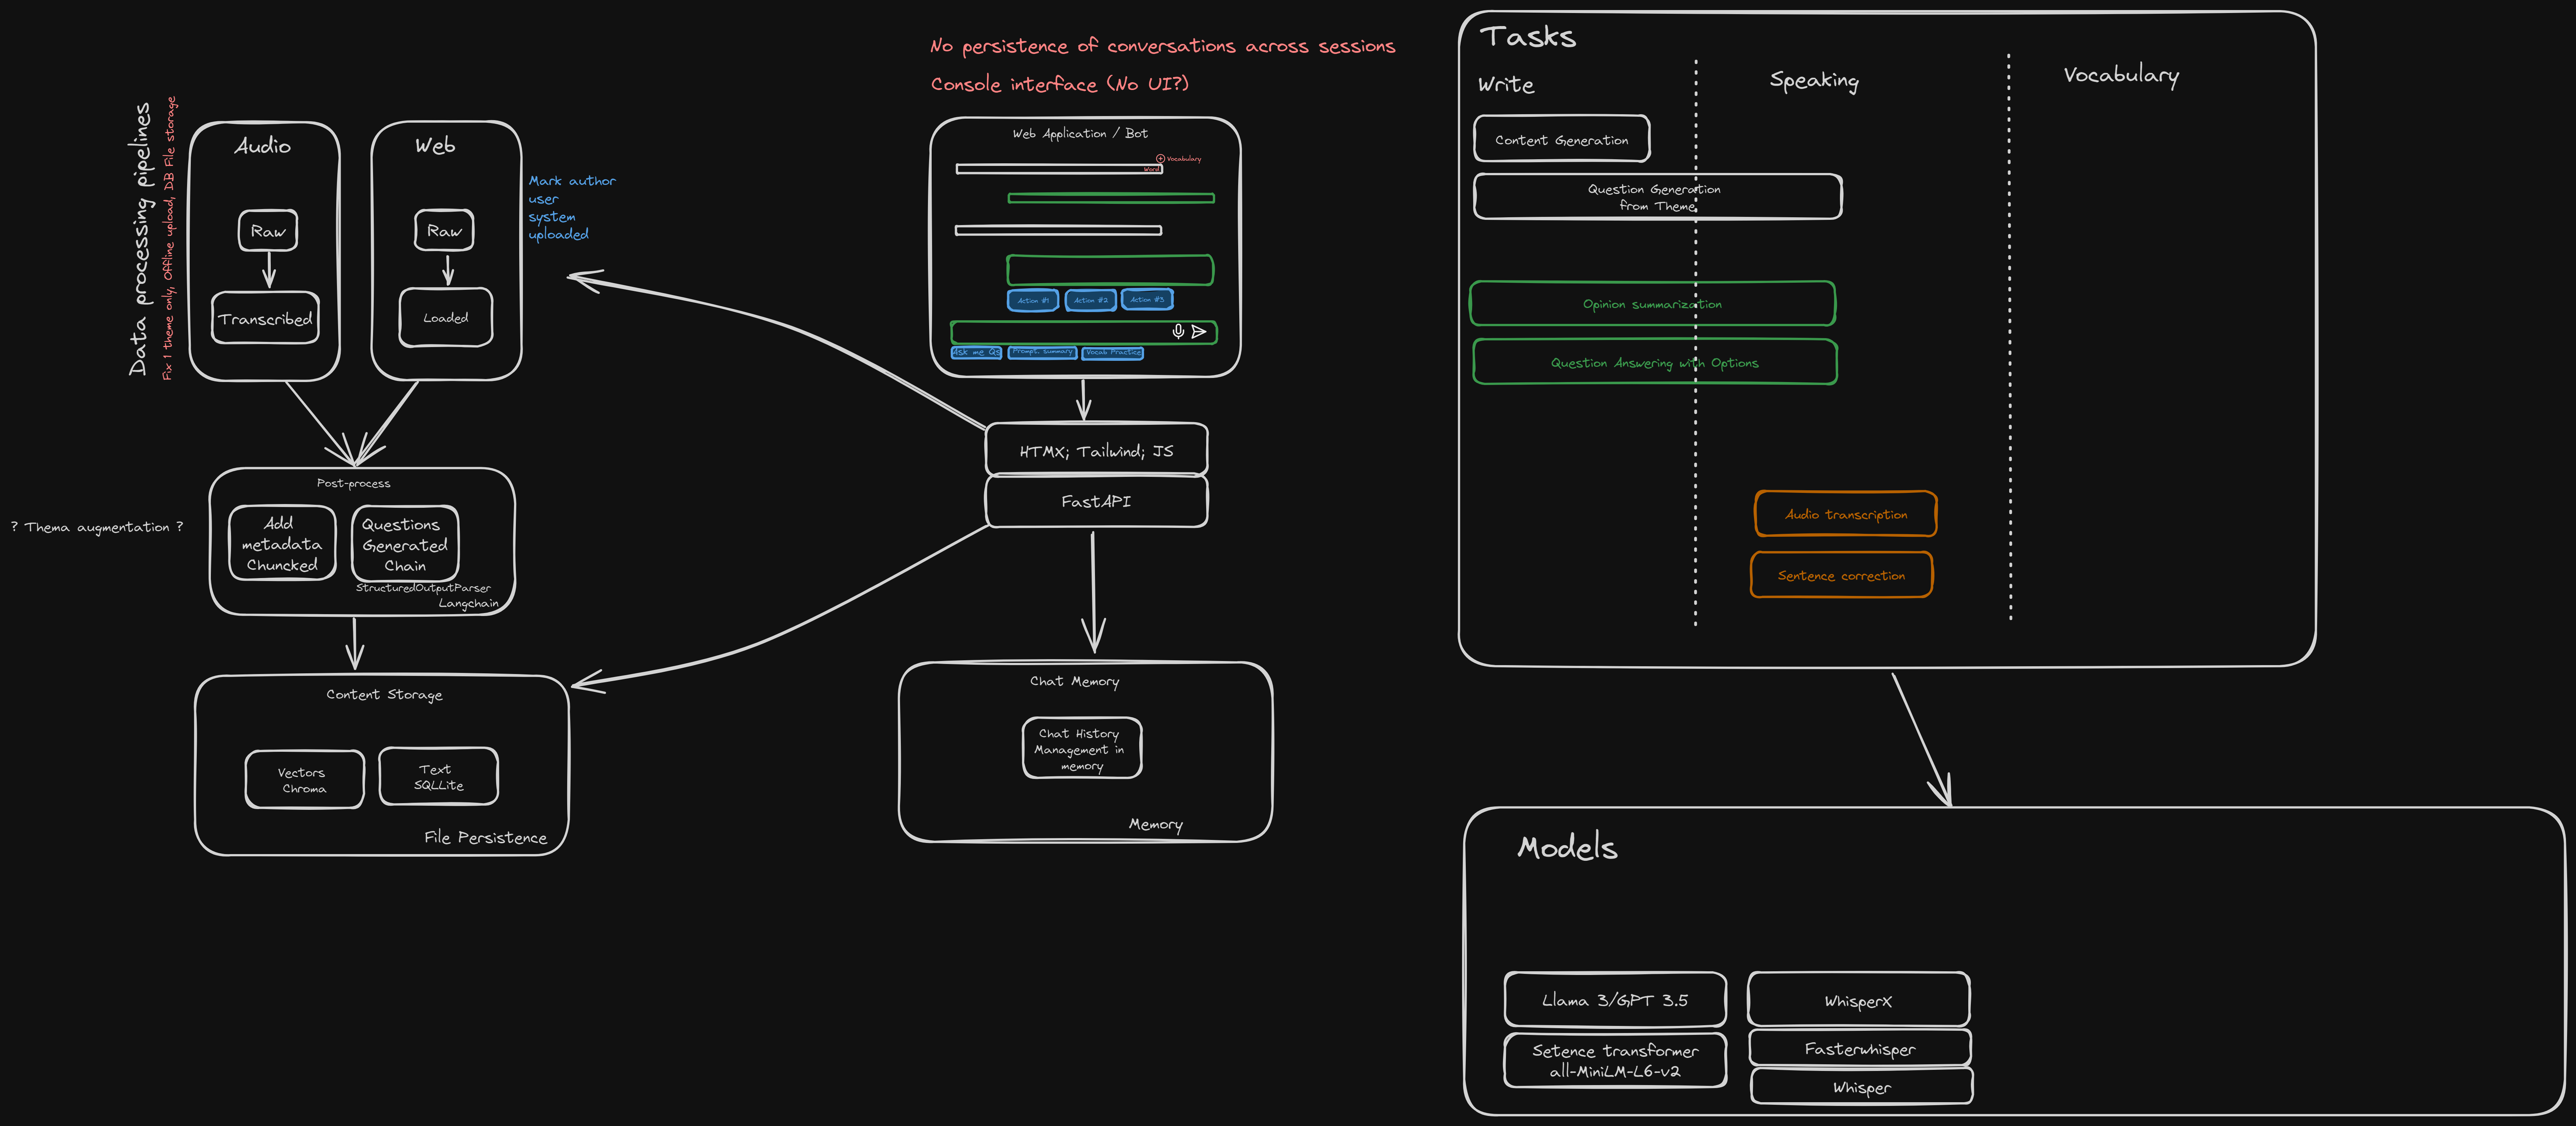 Data processing pipelines
Fix 1 theme only, Offline upload, DB File storage
Audio
Raw
Transcribed
Web
Raw
Loaded
Mark author
user
system
uploaded
? Thema augmentation ?
Post-process
Add
metadata
Chuncked
Questions
Generated
Chain
StructuredOutputParser
Langchain
Content Storage
Vectors
Chroma
Text
SQLLite
File Persistence
No persistence of conversations across sessions
Console interface (No UI?)
Web Application / Bot
Vocabulary
Word
Action #1
Action #2
Action #3
Ask me Qs
Prompt. summary
Vocab Practice
HTMX; Tailwind; JS
FastAPI
Chat Memory
Chat History
Management in
memory
Memory
Tasks
Write
Speaking
Vocabulary
Content Generation
Question Generation
from Theme
Opinion summarization
Question Answering with Options
Audio transcription
Sentence correction
Models
Llama 3/GPT 3.5
Setence transformer
all-MiniLM-L6-v2
WhisperX
Fasterwhisper
Whisper